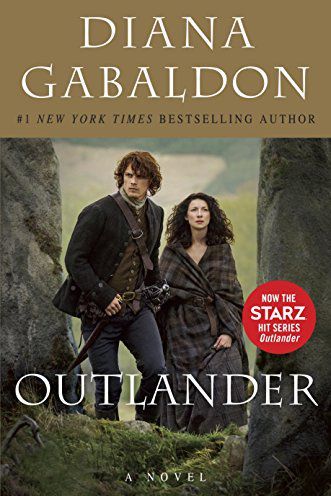 DIANA
GABALDON
#1 NEW YORK TIMES BESTSELLING AUTHOR
NOW THE
STARZ
HIT SERIES
Outlander
OUTLANDER
A NOVEL